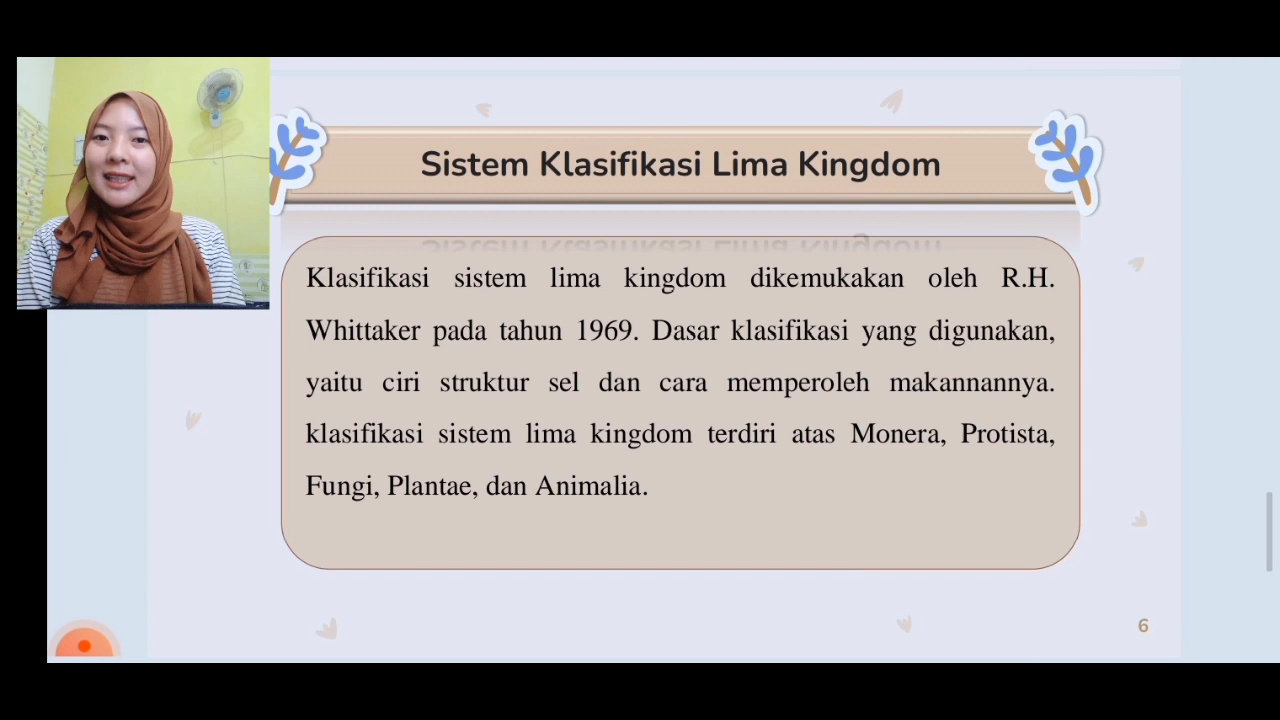 Sistem Klasifikasi Lima Kingdom
Klasifikasi sistem lima kingdom dikemukakan oleh R.H.
Whittaker pada tahun 1969. Dasar klasifikasi yang digunakan,
yaitu ciri struktur sel dan cara memperoleh makannannya.
klasifikasi sistem lima kingdom terdiri atas Monera, Protista,
Fungi, Plantae, dan Animalia.
6